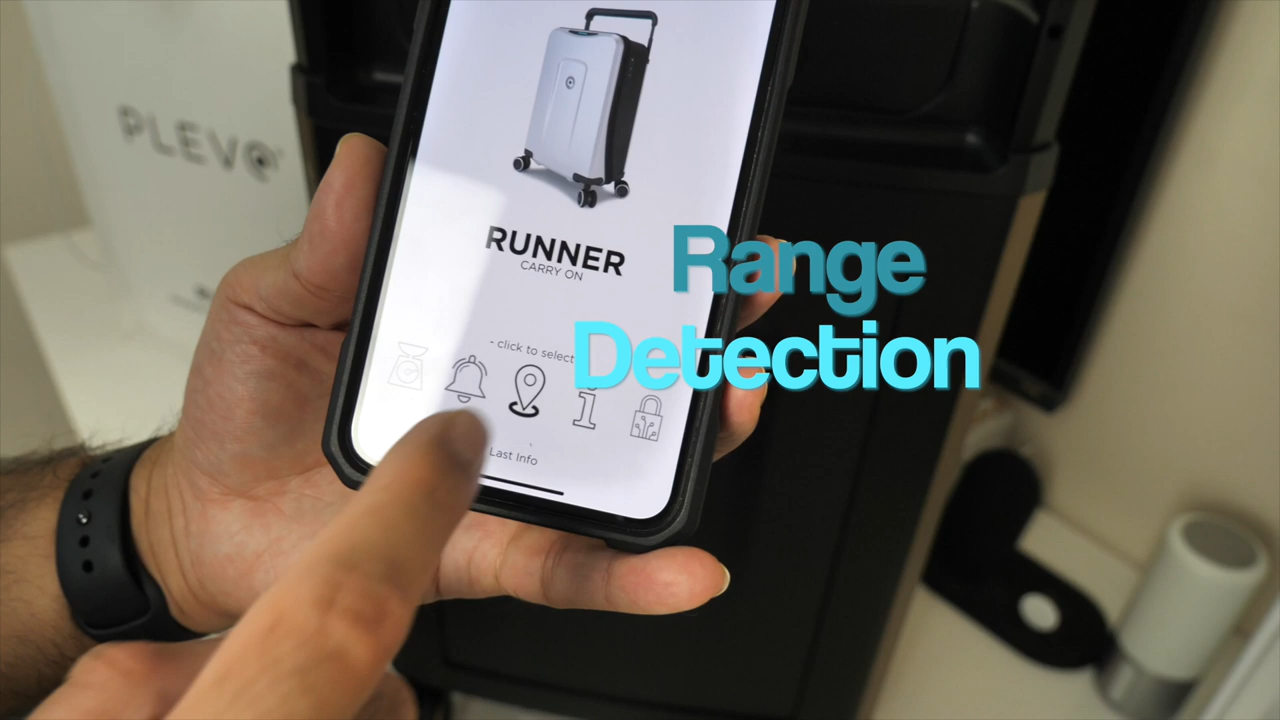 PLEVO
RUNNER
CARRY ON
- click to select
Last Info
Range
Detection